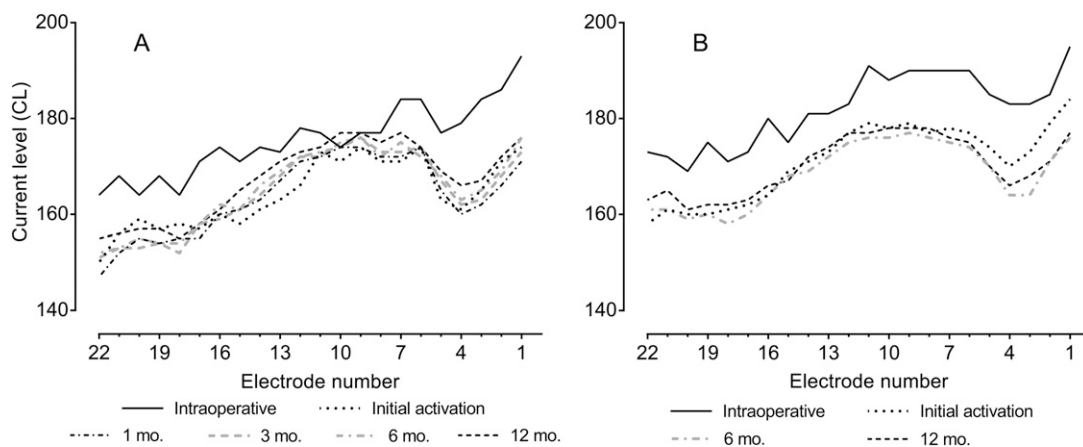 A
B
Current level (CL)
200
180
160
140
22 19 16 13 10 7 4 1
Electrode number
Intraoperative
Initial activation
1 mo.
3 mo.
6 mo.
12 mo.
200
180
160
140
22 19 16 13 10 7 4 1
Electrode number
Intraoperative
Initial activation
6 mo.
12 mo.